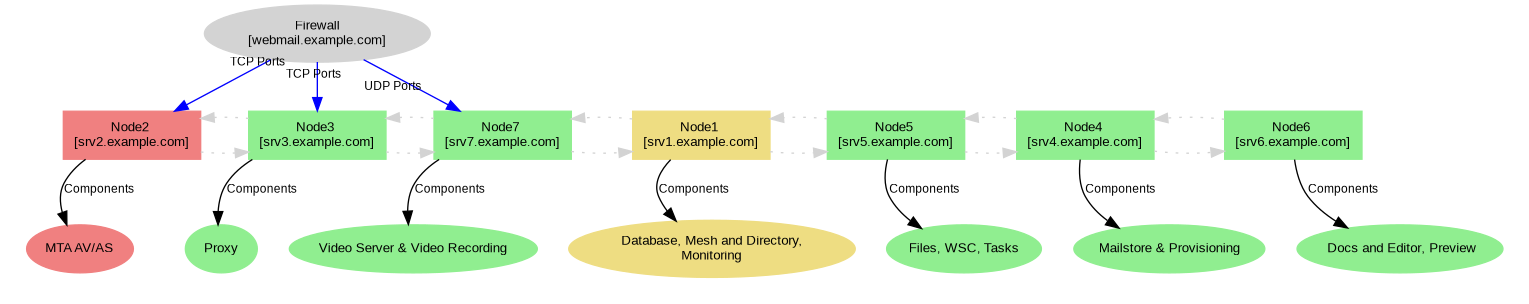 Firewall
[webmail.example.com]
TCP Ports
TCP Ports
UDP Ports
Node2
[srv2.example.com]
Node3
[srv3.example.com]
Node7
[srv7.example.com]
Node1
[srv1.example.com]
Node5
[srv5.example.com]
Node4
[srv4.example.com]
Node6
[srv6.example.com]
Components
Components
Components
Components
Components
Components
Components
MTA AV/AS
Proxy
Video Server & Video Recording
Database, Mesh and Directory,
Monitoring
Files, WSC, Tasks
Mailstore & Provisioning
Docs and Editor, Preview